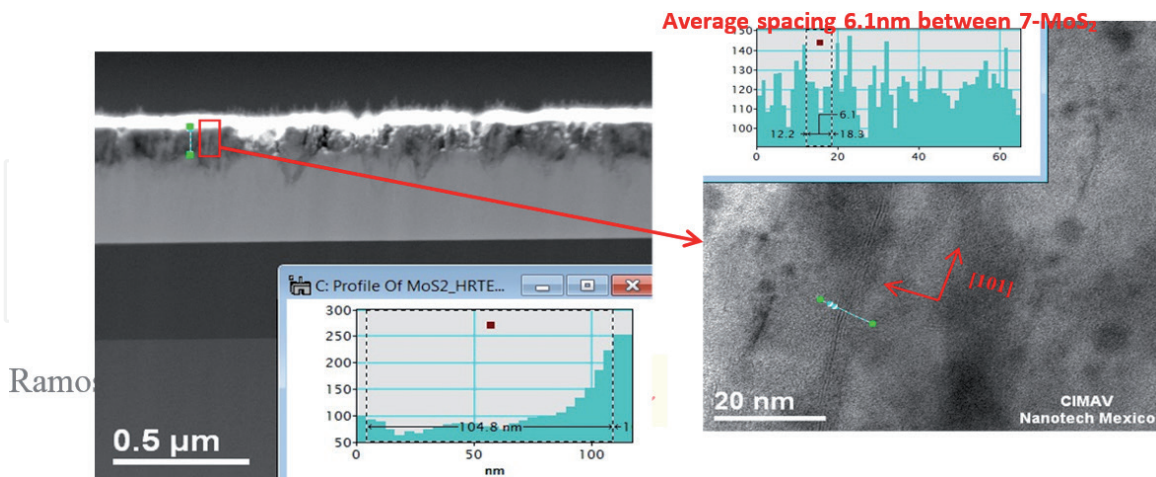 Average spacing 6.1nm between 7-MoS₂
150
140
130
120
110
100
6.1
12.2
18.3
0 20 40 60
C: Profile Of MoS2_HRTE...
300
250
200
150
100
50
104.8 nm
1
0 50 100
nm
Ramos
0.5 µm
[101]
20 nm
CIMAV
Nanotech Mexico